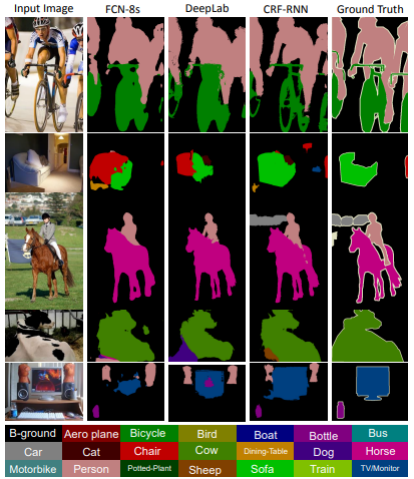 Input Image FCN-8s DeepLab CRF-RNN Ground Truth
B-ground Aero plane Bicycle Bird Boat Bottle Bus
Car Cat Chair Cow Dining-Table Dog Horse
Motorbike Person Potted-Plant Sheep Sofa Train TV/Monitor